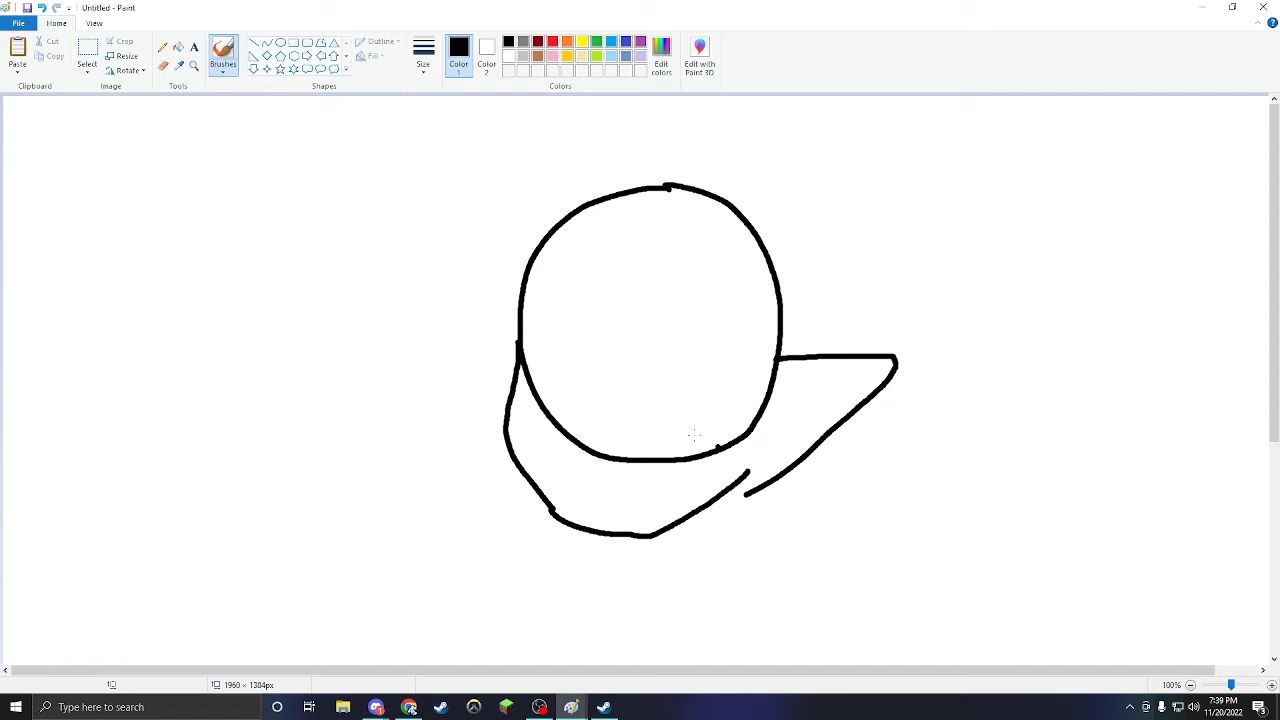 Untitled - Paint
File Home View
Paste
Cut
Copy
Clipboard
Select
Crop
Resize
Rotate
Image
A
Tools
Brushes
Shapes
Outline
Fill
Size
Color
1
Color
2
Colors
Edit
colors
Edit with
Paint 3D
1960 × 1384px
100%
Type here to search
7:39 PM
11/20/2022